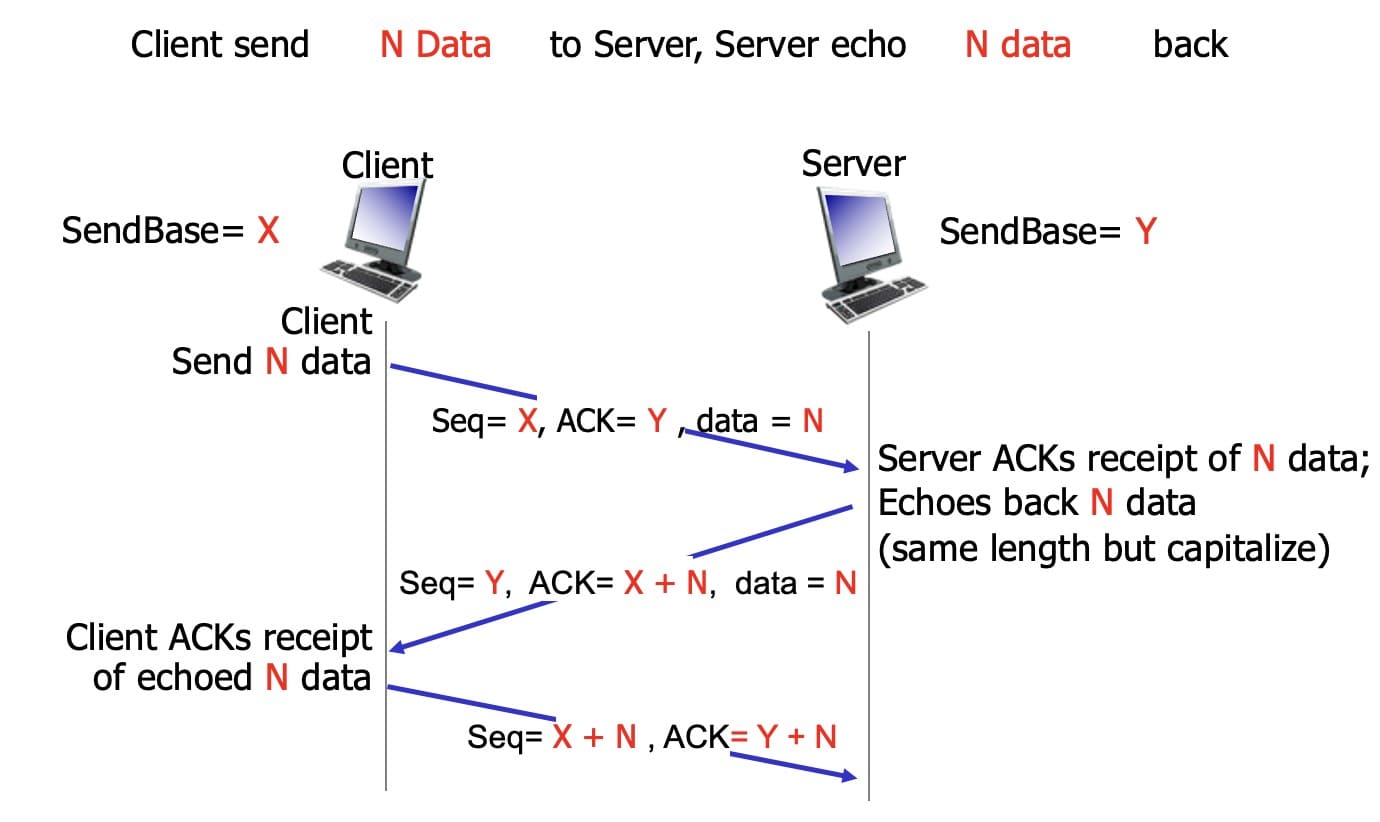 Client send N Data to Server, Server echo N data back
Client
Server
SendBase= X
SendBase= Y
Client
Send N data
Seq= X, ACK= Y , data = N
Server ACKs receipt of N data;
Echoes back N data
(same length but capitalize)
Seq= Y, ACK= X + N, data = N
Client ACKs receipt
of echoed N data
Seq= X + N , ACK= Y + N